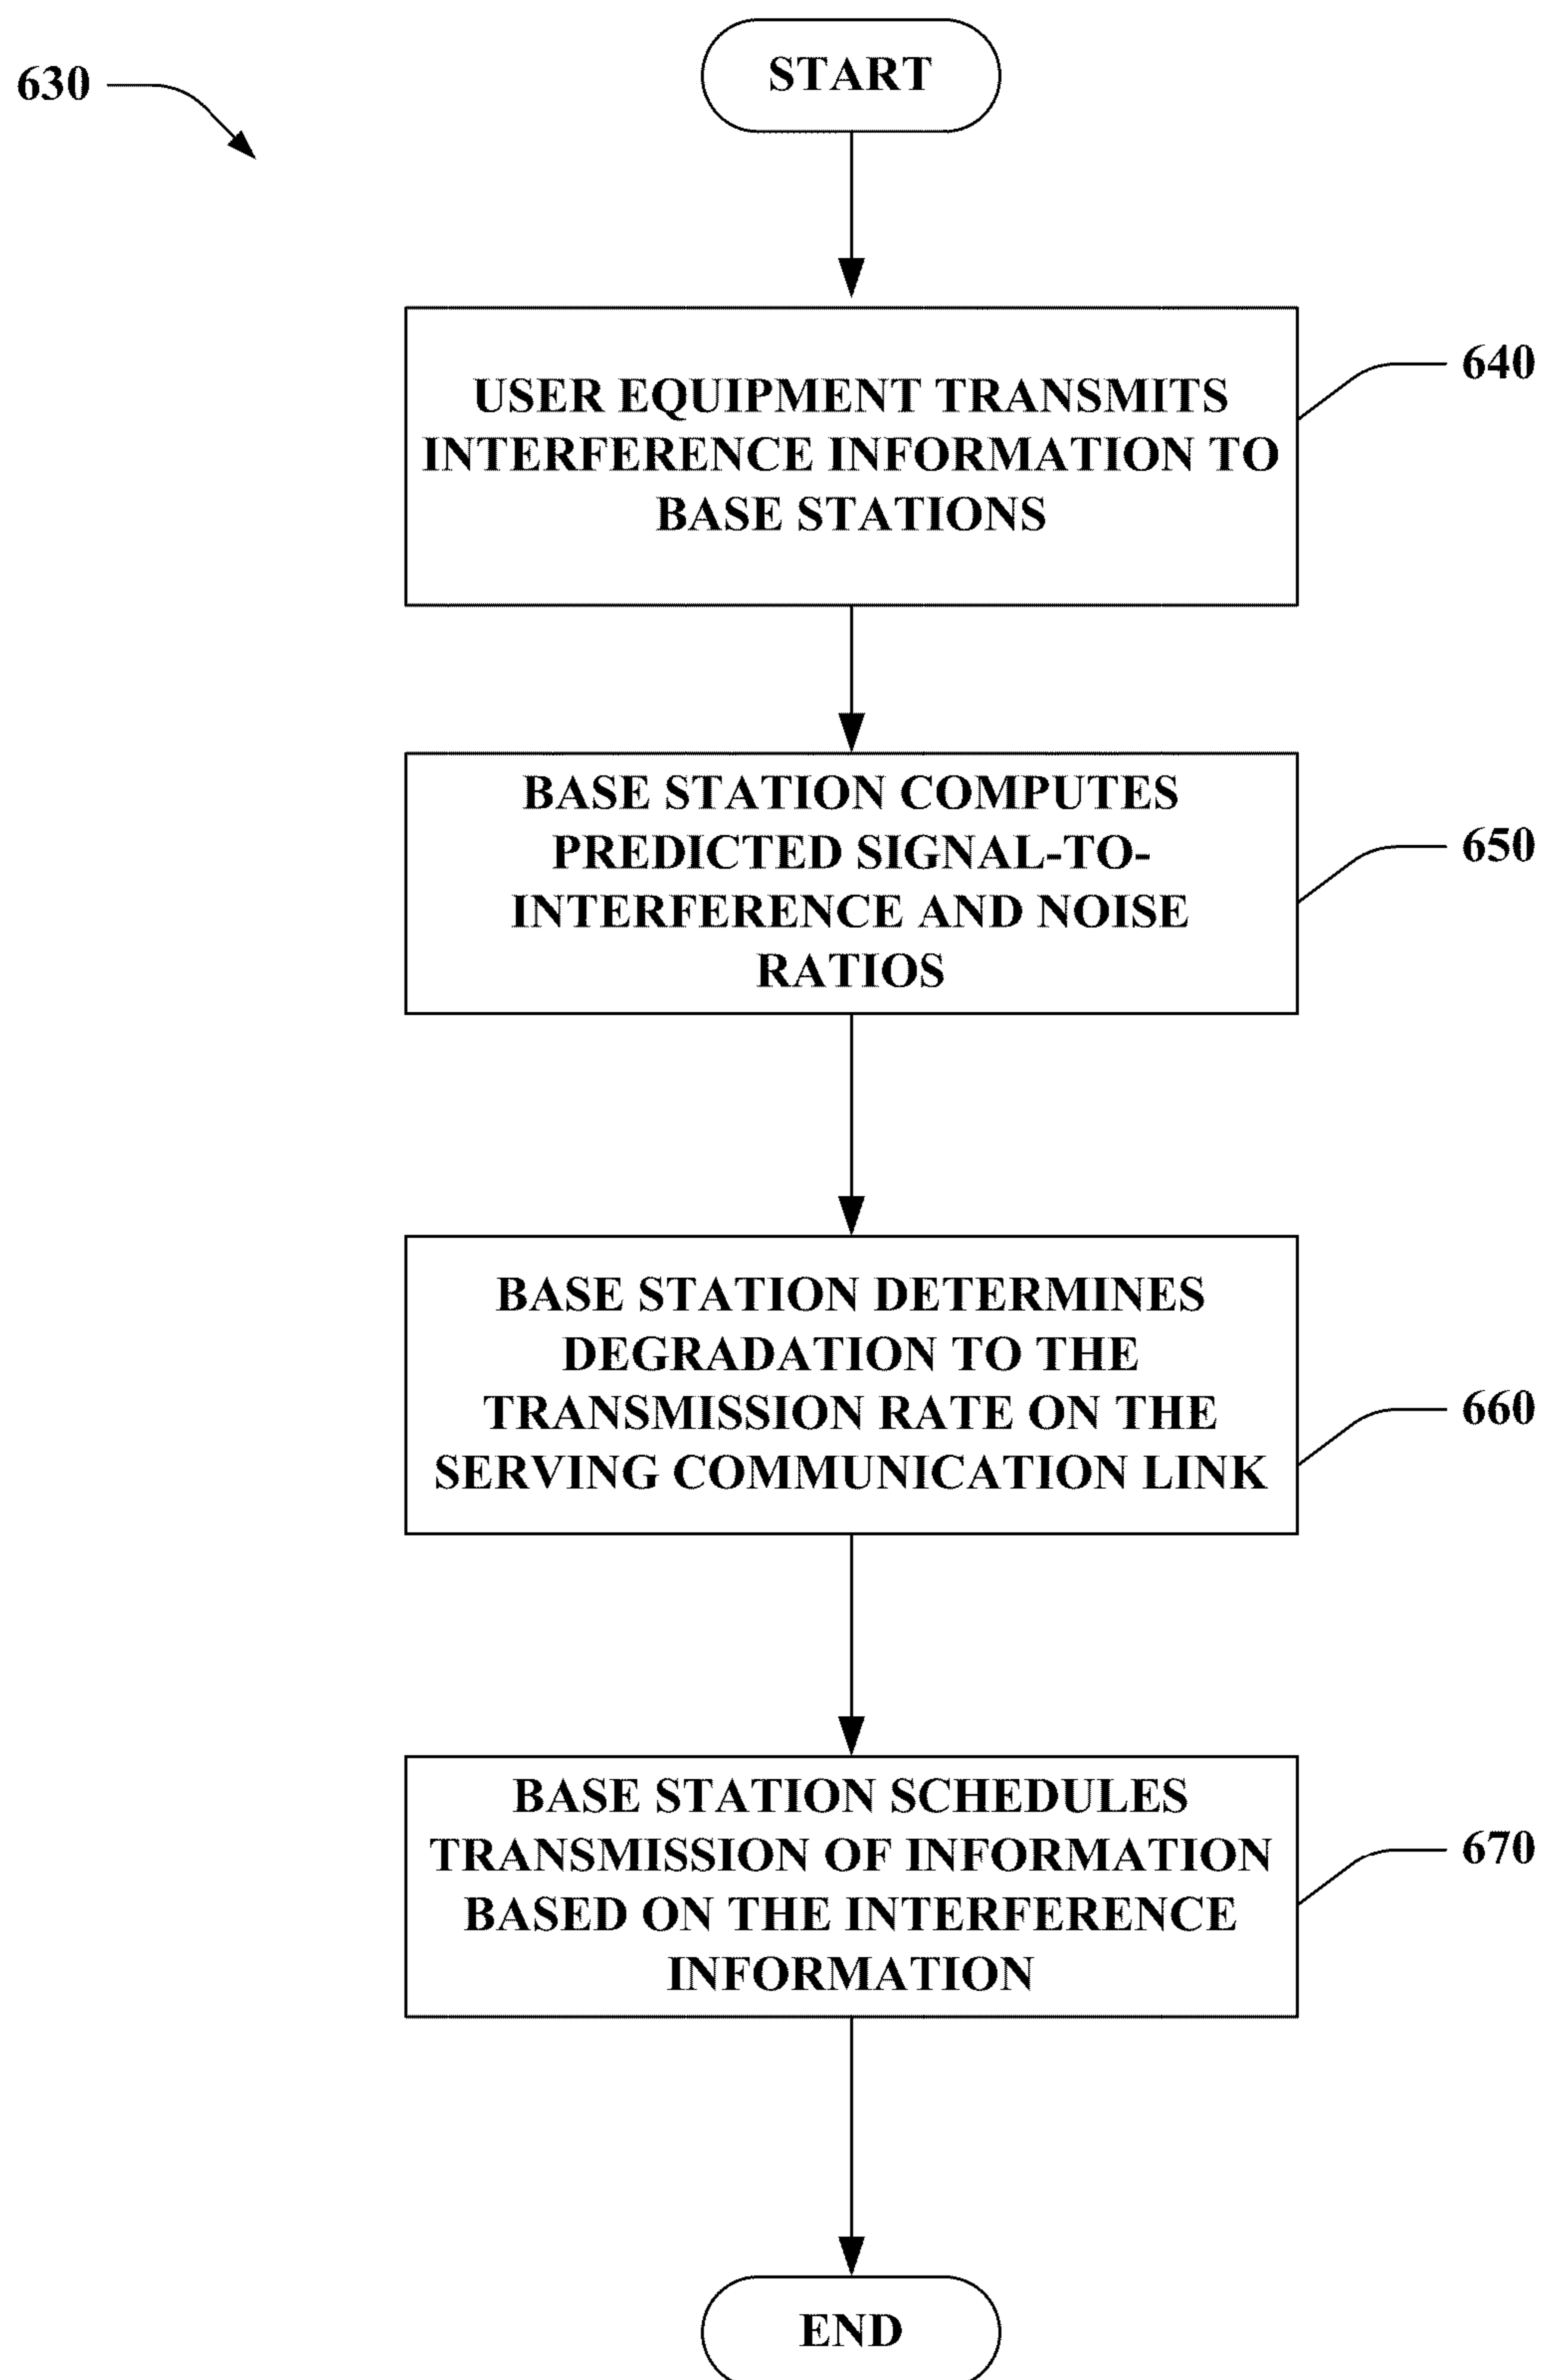 START
630
USER EQUIPMENT TRANSMITS
INTERFERENCE INFORMATION TO
BASE STATIONS
640
BASE STATION COMPUTES
PREDICTED SIGNAL-TO-
INTERFERENCE AND NOISE
RATIOS
650
BASE STATION DETERMINES
DEGRADATION TO THE
TRANSMISSION RATE ON THE
SERVING COMMUNICATION LINK
660
BASE STATION SCHEDULES
TRANSMISSION OF INFORMATION
BASED ON THE INTERFERENCE
INFORMATION
670
END